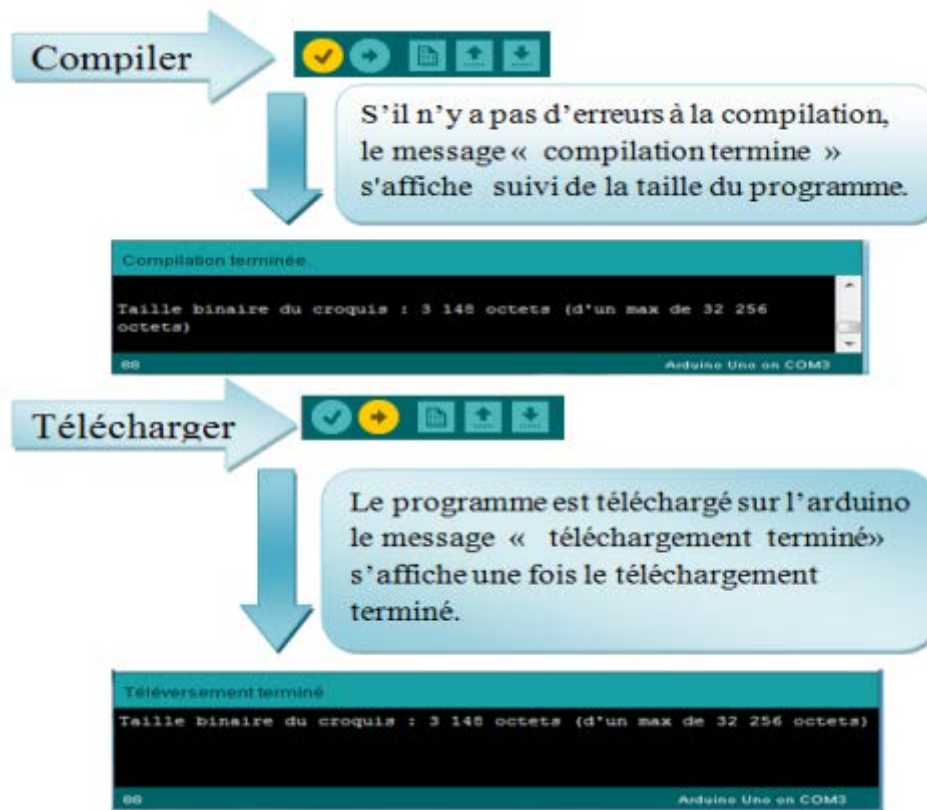 Compiler
S'il n'y a pas d'erreurs à la compilation,
le message « compilation termine »
s'affiche suivi de la taille du programme.
Compilation terminée.
Taille binaire du croquis : 3 148 octets (d'un max de 32 256
octets)
88
Arduino Uno on COM3
Télécharger
Le programme est téléchargé sur l'arduino
le message « téléchargement terminé»
s'affiche une fois le téléchargement
terminé.
Téléversement terminé
Taille binaire du croquis : 3 148 octets (d'un max de 32 256 octets)
88
Arduino Uno on COM3